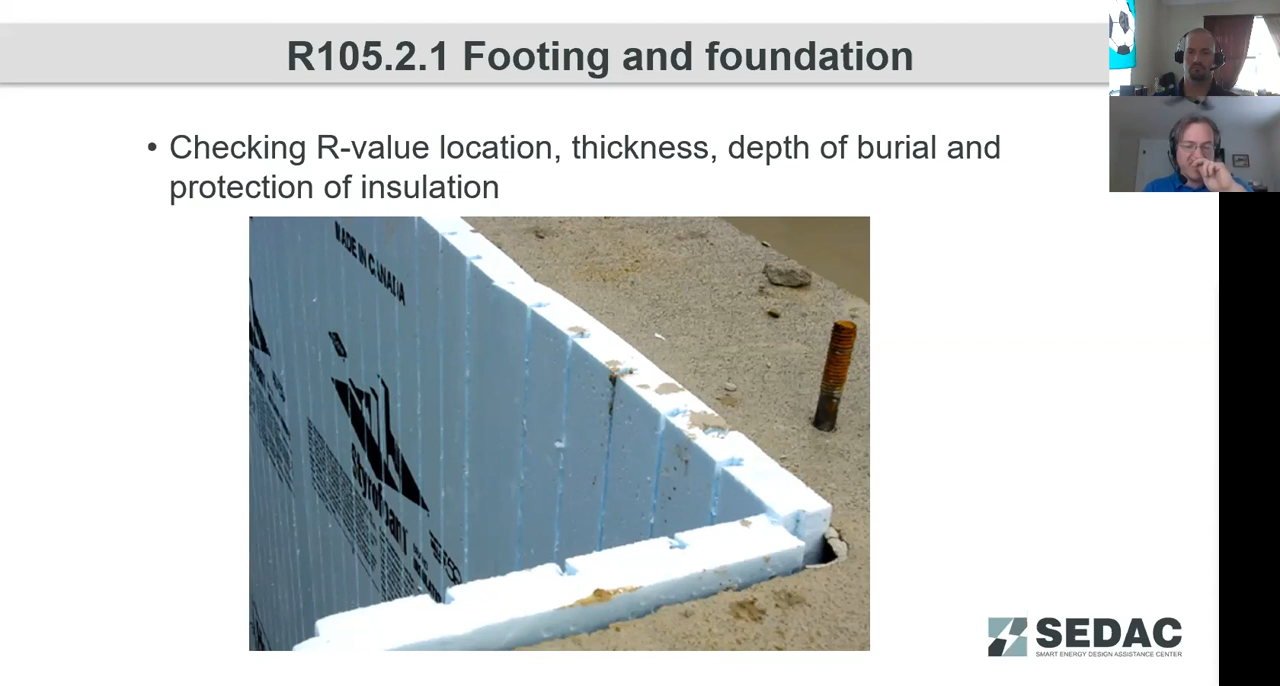 R105.2.1 Footing and foundation
• Checking R-value location, thickness, depth of burial and
protection of insulation
MADE IN CANADA
SEDAC
SMART ENERGY DESIGN ASSISTANCE CENTER